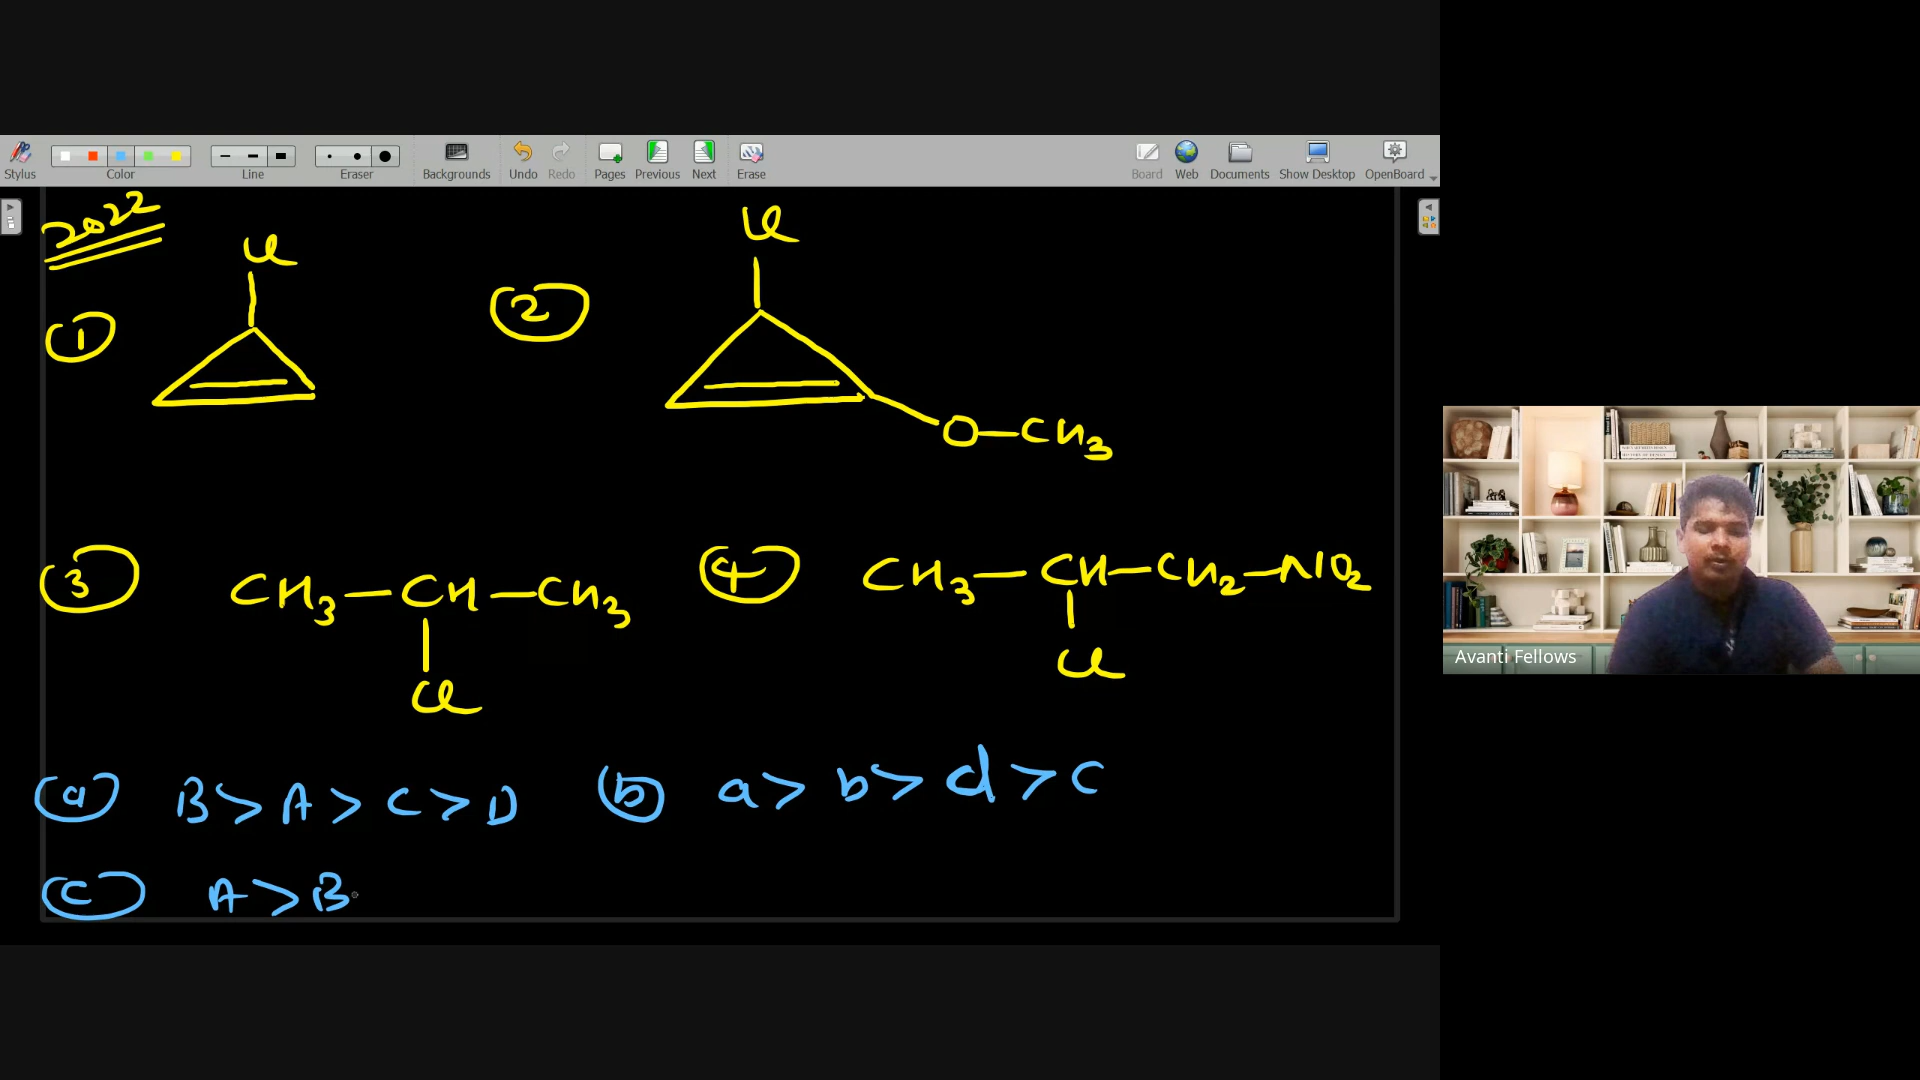 Stylus Color Line Eraser Backgrounds Undo Redo Pages Previous Next Erase Board Web Documents Show Desktop OpenBoard
2022
① Cl
② Cl
O-CH3
③ CH3-CH-CH3
Cl
④ CH3-CH-CH2-NO2
Cl
ⓐ B > A > C > D ⓑ a > b > d > c
ⓒ A > B
Avanti Fellows